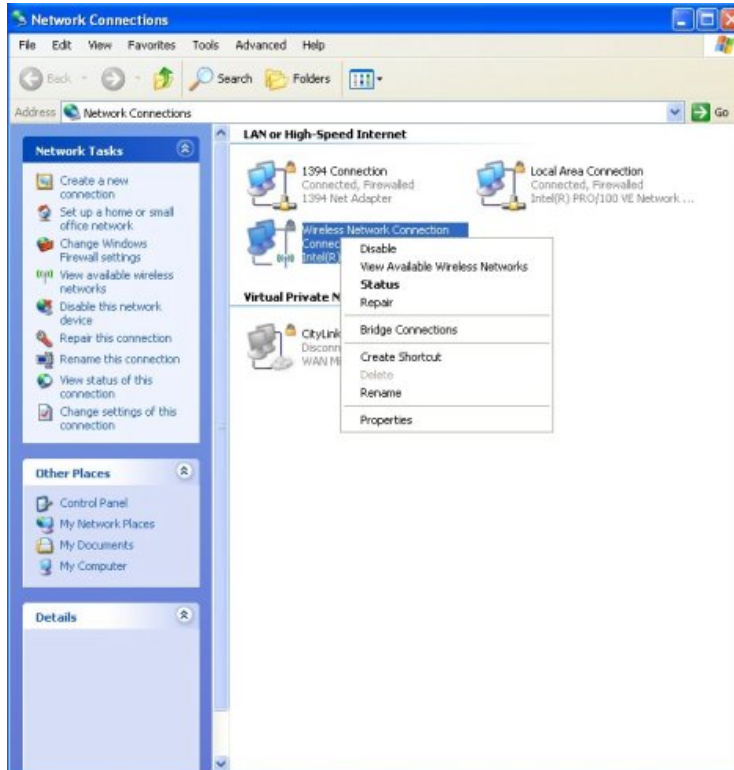 Network Connections
File Edit View Favorites Tools Advanced Help
Back Search Folders
Address Network Connections Go
Network Tasks
Create a new
connection
Set up a home or small
office network
Change Windows
Firewall settings
View available wireless
networks
Disable this network
device
Repair this connection
Rename this connection
View status of this
connection
Change settings of this
connection
Other Places
Control Panel
My Network Places
My Documents
My Computer
Details
LAN or High-Speed Internet
1394 Connection
Connected, Firewalled
1394 Net Adapter
Local Area Connection
Connected, Firewalled
Intel(R) PRO/100 VE Network ...
Wireless Network Connection
Connec
Intel(R)
Disable
View Available Wireless Networks
Status
Repair
Bridge Connections
Create Shortcut
Delete
Rename
Properties
Virtual Private N
CityLink
Disconn
WAN Mi